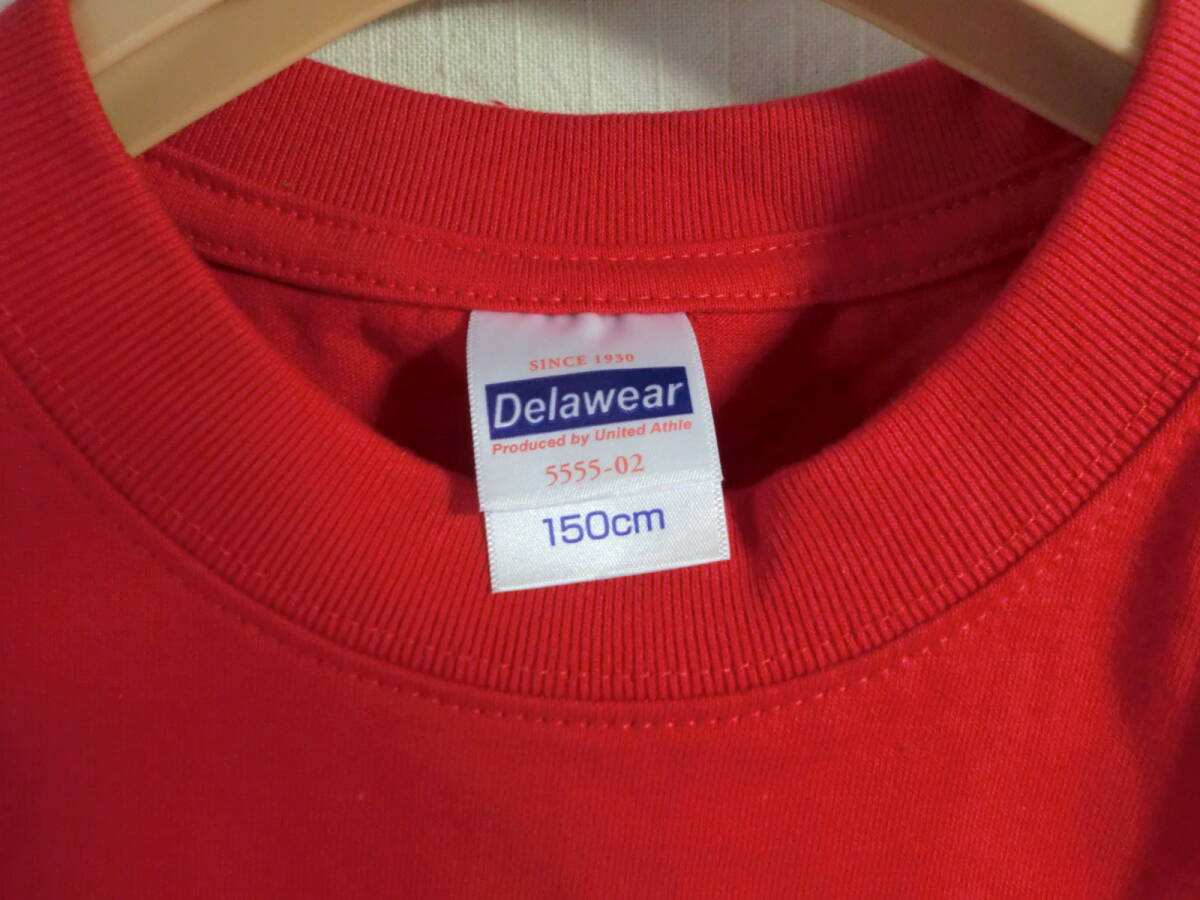 SINCE 1930
Delawear
Produced by United Athle
5555-02
150cm